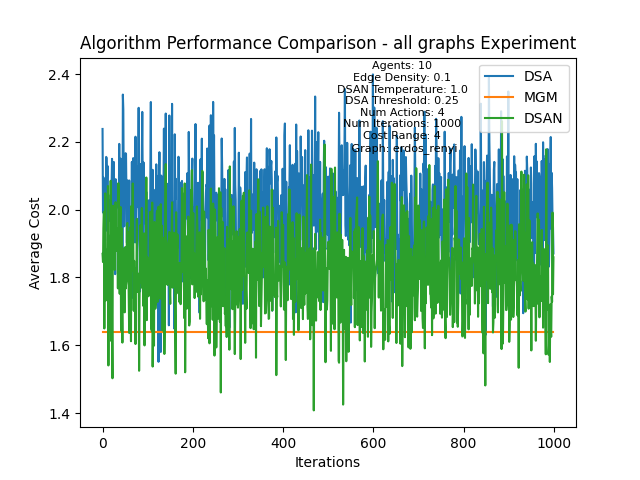 Algorithm Performance Comparison - all graphs Experiment
Agents: 10
Edge Density: 0.1
DSAN Temperature: 1.0
DSA Threshold: 0.25
Num Actions: 4
Num Iterations: 1000
Cost Range: 4
Graph: erdos_renyi
DSA
MGM
DSAN
Average Cost
2.4
2.2
2.0
1.8
1.6
1.4
0
200
400
600
800
1000
Iterations